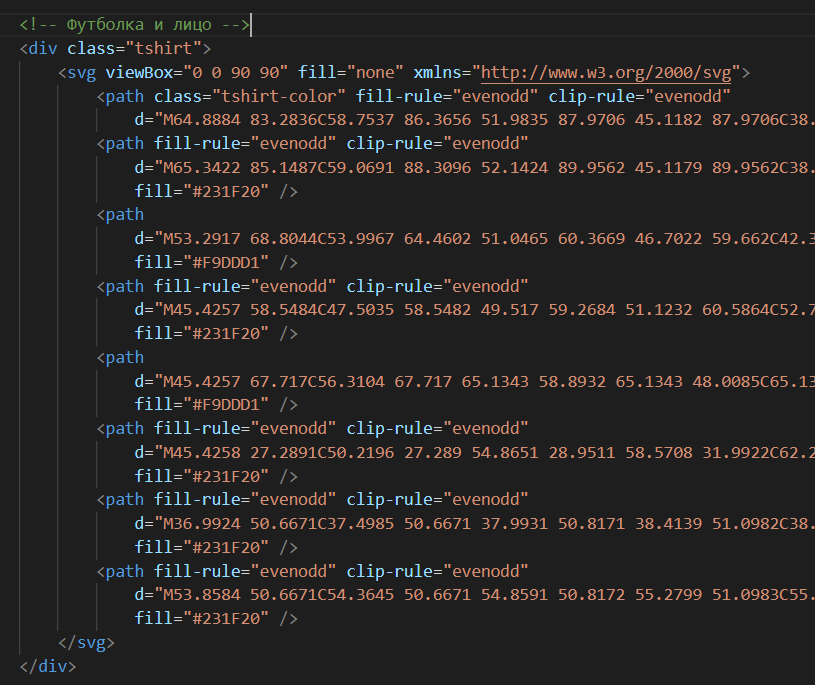 <!-- Футболка и лицо -->
<div class="tshirt">
<svg viewBox="0 0 90 90" fill="none" xmlns="http://www.w3.org/2000/svg">
<path class="tshirt-color" fill-rule="evenodd" clip-rule="evenodd"
d="M64.8884 83.2836C58.7537 86.3656 51.9835 87.9706 45.1182 87.9706C38.
<path fill-rule="evenodd" clip-rule="evenodd"
d="M65.3422 85.1487C59.0691 88.3096 52.1424 89.9562 45.1179 89.9562C38.
fill="#231F20" />
<path
d="M53.2917 68.8044C53.9967 64.4602 51.0465 60.3669 46.7022 59.662C42.3
fill="#F9DDD1" />
<path fill-rule="evenodd" clip-rule="evenodd"
d="M45.4257 58.5484C47.5035 58.5482 49.517 59.2684 51.1232 60.5864C52.7
fill="#231F20" />
<path
d="M45.4257 67.717C56.3104 67.717 65.1343 58.8932 65.1343 48.0085C65.13
fill="#F9DDD1" />
<path fill-rule="evenodd" clip-rule="evenodd"
d="M45.4258 27.2891C50.2196 27.289 54.8651 28.9511 58.5708 31.9922C62.2
fill="#231F20" />
<path fill-rule="evenodd" clip-rule="evenodd"
d="M36.9924 50.6671C37.4985 50.6671 37.9931 50.8171 38.4139 51.0982C38.
fill="#231F20" />
<path fill-rule="evenodd" clip-rule="evenodd"
d="M53.8584 50.6671C54.3645 50.6671 54.8591 50.8172 55.2799 51.0983C55.
fill="#231F20" />
</svg>
</div>